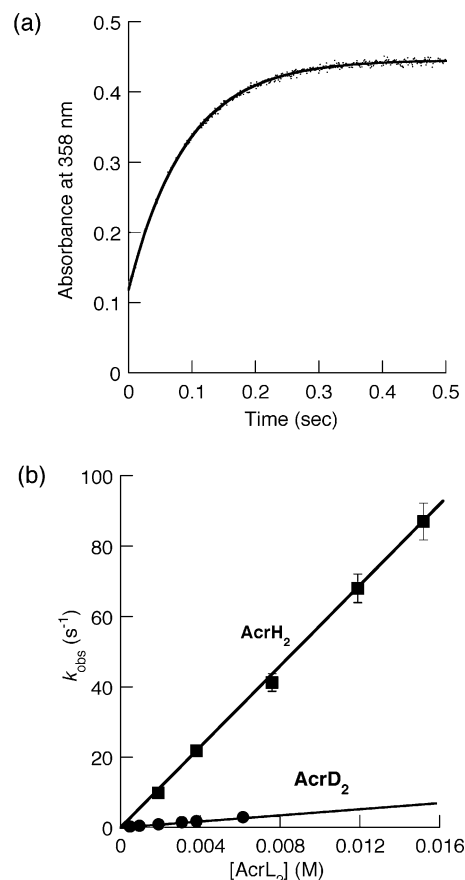 (a)
0.5
0.4
0.3
0.2
0.1
0
Absorbance at 358 nm
0 0.1 0.2 0.3 0.4 0.5
Time (sec)
(b)
100
80
60
40
20
0
k_obs (s⁻¹)
AcrH₂
AcrD₂
0 0.004 0.008 0.012 0.016
[AcrL₂] (M)